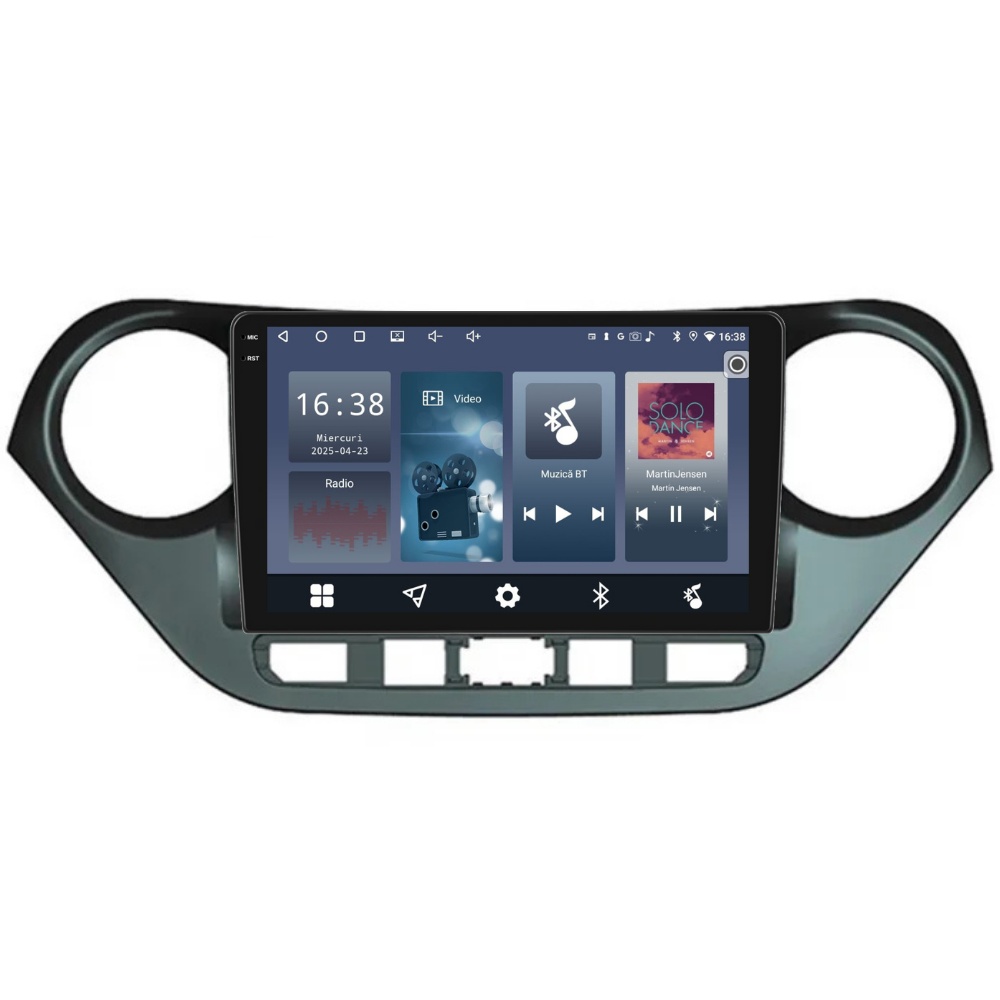 MIC
RST
G
16:38
16:38
Miercuri
2025-04-23
Radio
Video
Muzică BT
SOLO
DANCE
MartinJensen
Martin Jensen